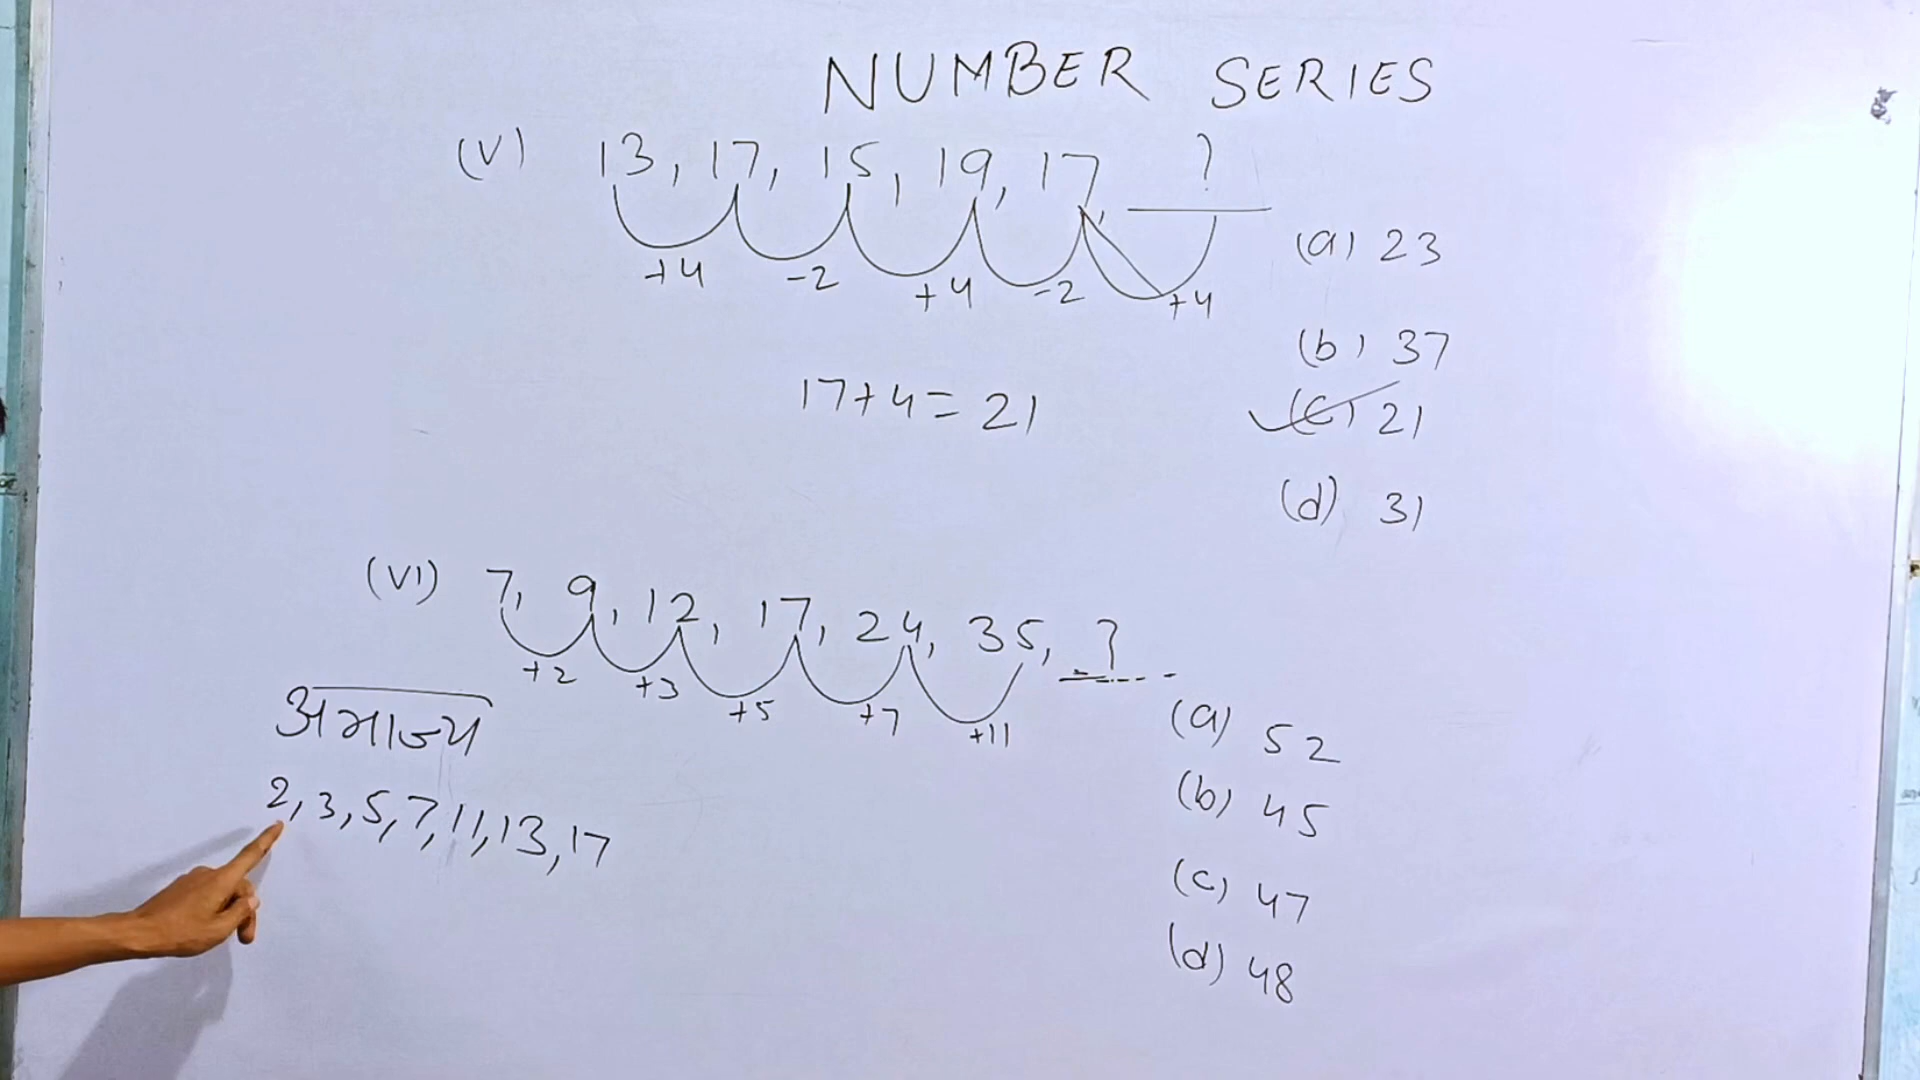 NUMBER SERIES
(V) 13, 17, 15, 19, 17, ?
+4 -2 +4 -2 +4
(a) 23
(b) 37
17+4=21
(c) 21
(d) 31
(VI) 7, 9, 12, 17, 24, 35, ?
+2 +3 +5 +7 +11
अभाज्य
2, 3, 5, 7, 11, 13, 17
(a) 52
(b) 45
(c) 47
(d) 48